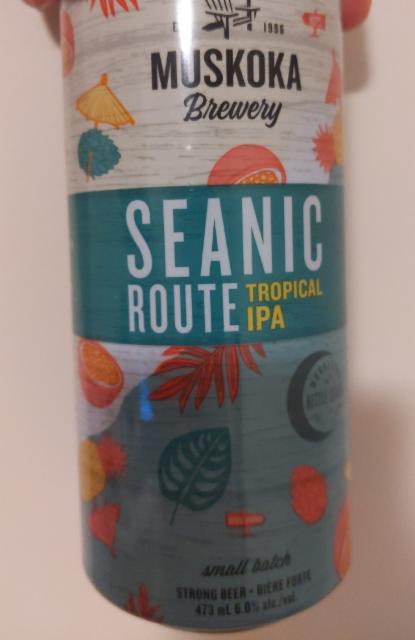 1996
MUSKOKA
Brewery
SEANIC
ROUTE TROPICAL
IPA
small batch
STRONG BEER • BIÈRE FORTE
473 mL 6.0% alc./vol.